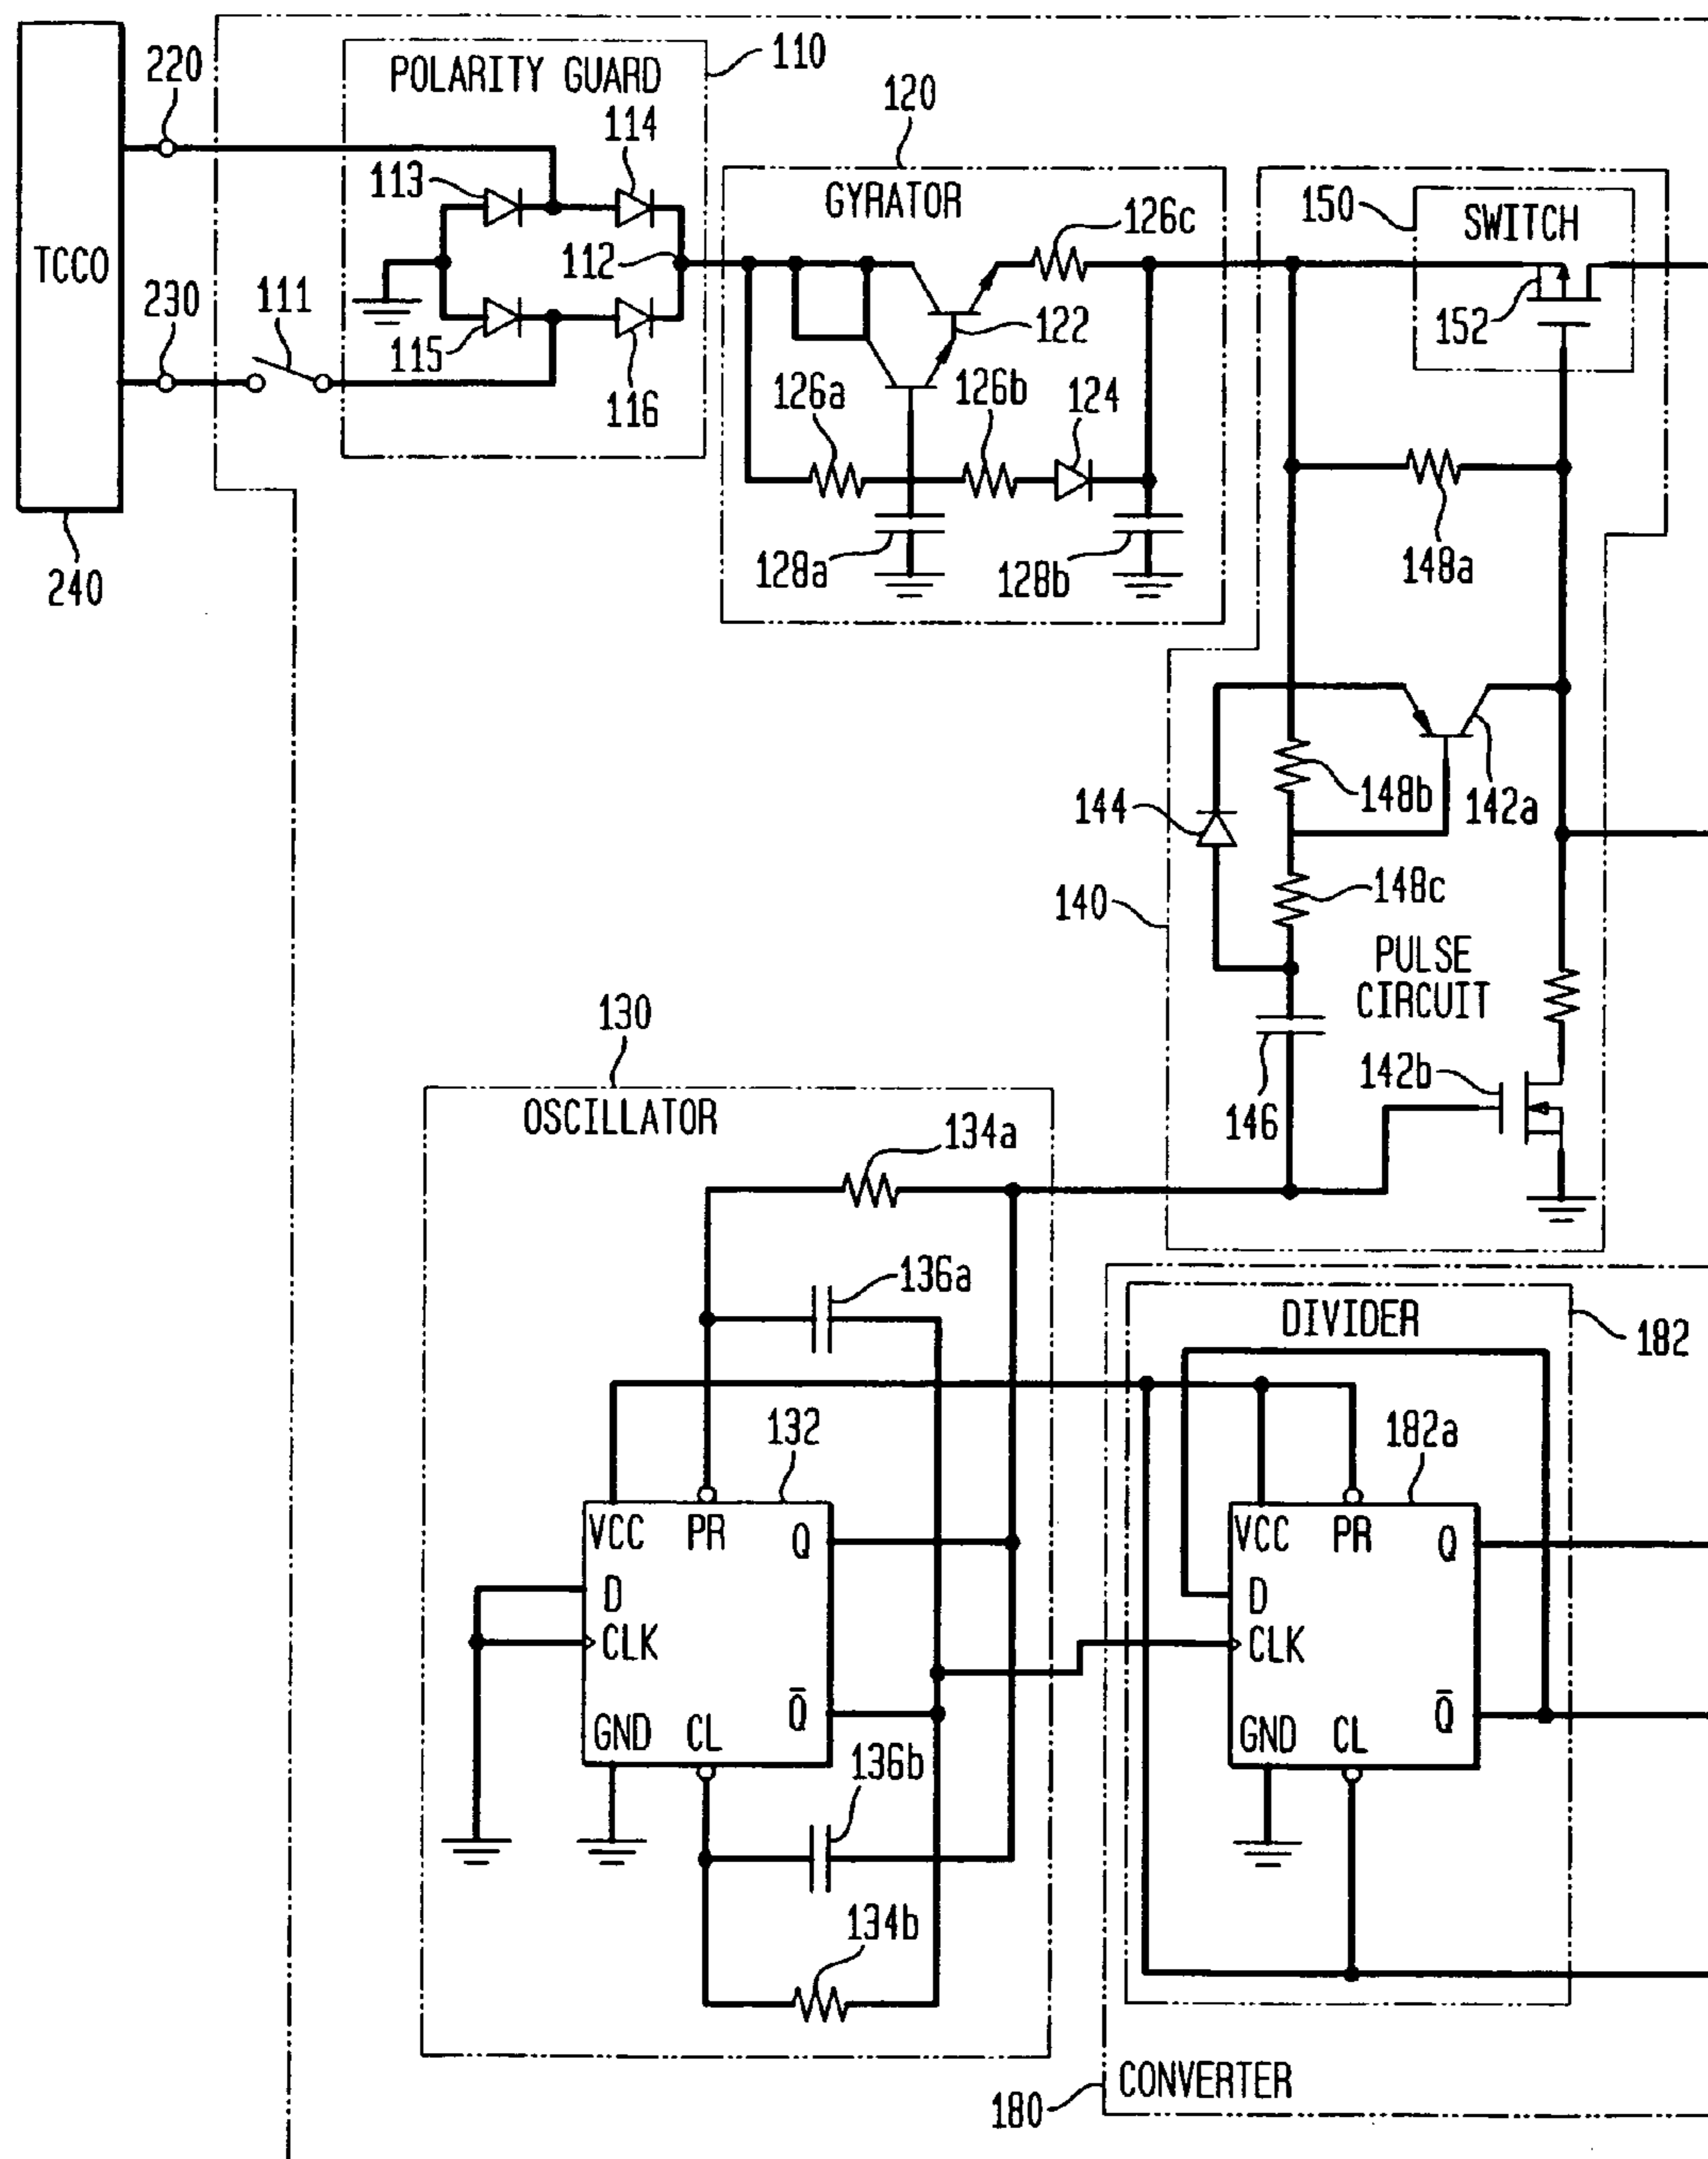 220
POLARITY GUARD
110
114
113
TCCO
230
111
112
115
116
240
120
GYRATOR
126c
122
126a
126b
124
128a
128b
150
SWITCH
152
148a
148b
142a
144
148c
140
PULSE
CIRCUIT
142b
146
130
OSCILLATOR
134a
136a
132
VCC
PR
Q
D
CLK
Q̄
GND
CL
136b
134b
DIVIDER
182
182a
VCC
PR
Q
D
CLK
Q̄
GND
CL
CONVERTER
180